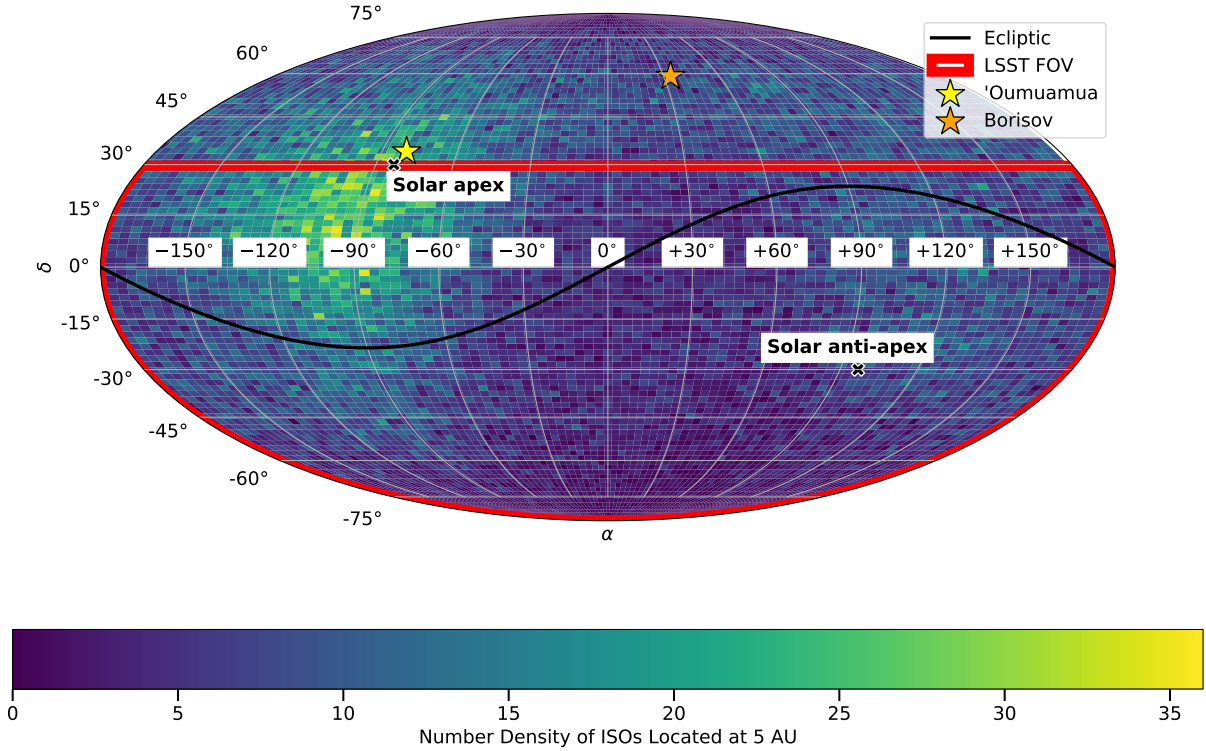 75°
60°
45°
30°
15°
0°
-15°
-30°
-45°
-60°
-75°
δ
−150° −120° −90° −60° −30° 0° +30° +60° +90° +120° +150°
Ecliptic
LSST FOV
'Oumuamua
Borisov
Solar apex
Solar anti-apex
α
0 5 10 15 20 25 30 35
Number Density of ISOs Located at 5 AU